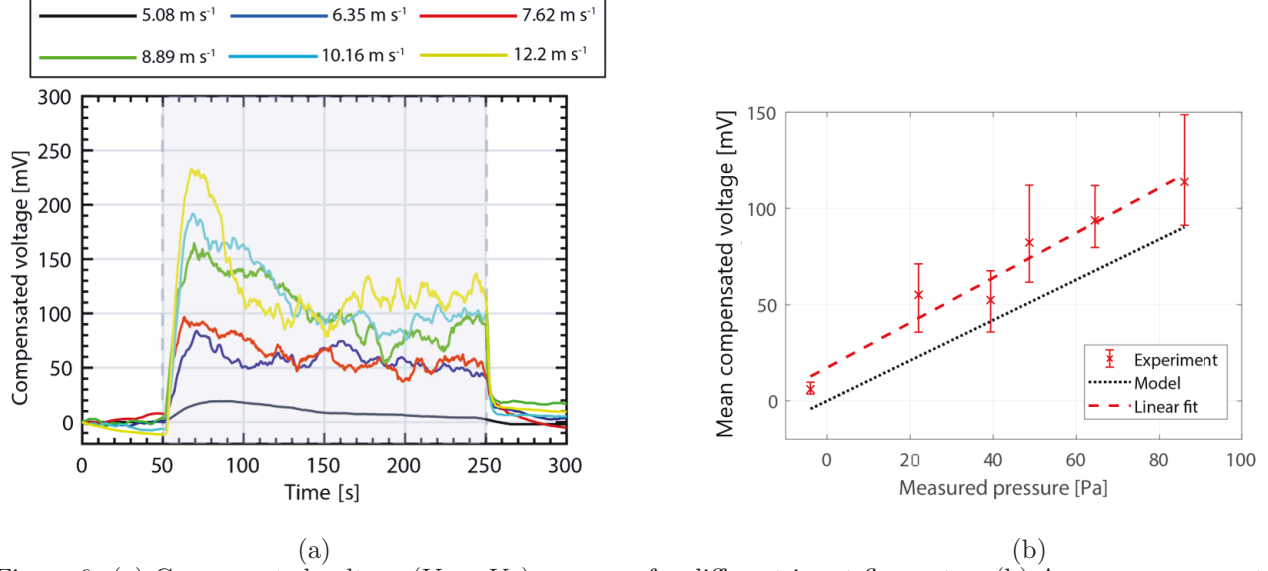 5.08 m s⁻¹ 6.35 m s⁻¹ 7.62 m s⁻¹
8.89 m s⁻¹ 10.16 m s⁻¹ 12.2 m s⁻¹
Compensated voltage [mV]
300
250
200
150
100
50
0
0 50 100 150 200 250 300
Time [s]
(a)
Mean compensated voltage [mV]
150
100
50
0
Experiment
Model
Linear fit
0 20 40 60 80 100
Measured pressure [Pa]
(b)